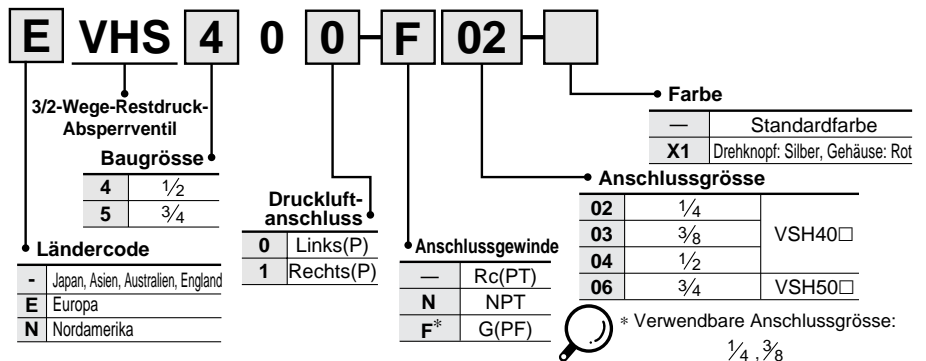 E VHS 4 0 0-F 02-
3/2-Wege-Restdruck-
Absperrventil
Baugrösse
4 1/2
5 3/4
Ländercode
- Japan, Asien, Australien, England
E Europa
N Nordamerika
Druckluft-
anschluss
0 Links(P)
1 Rechts(P)
Anschlussgewinde
— Rc(PT)
N NPT
F* G(PF)
Farbe
— Standardfarbe
X1 Drehknopf: Silber, Gehäuse: Rot
Anschlussgrösse
02 1/4
03 3/8 VSH40□
04 1/2
06 3/4 VSH50□
* Verwendbare Anschlussgrösse:
1/4 , 3/8